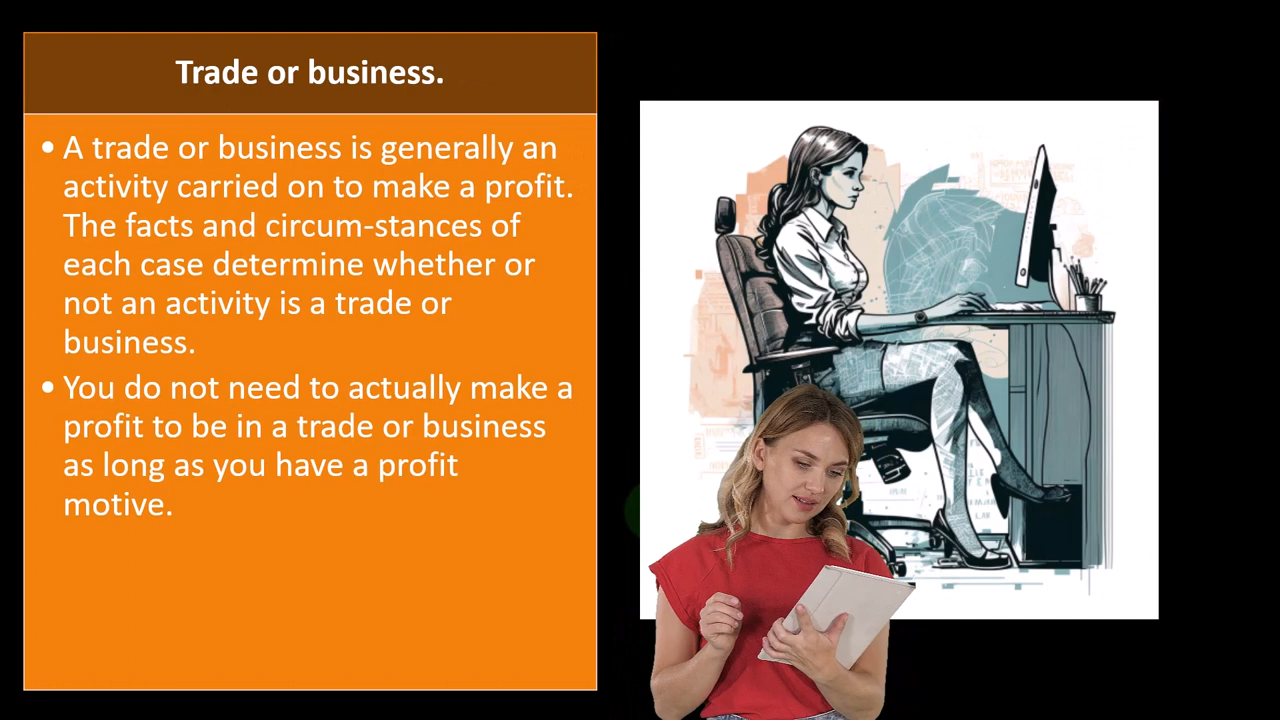 Trade or business.
• A trade or business is generally an
activity carried on to make a profit.
The facts and circum-stances of
each case determine whether or
not an activity is a trade or
business.
• You do not need to actually make a
profit to be in a trade or business
as long as you have a profit
motive.